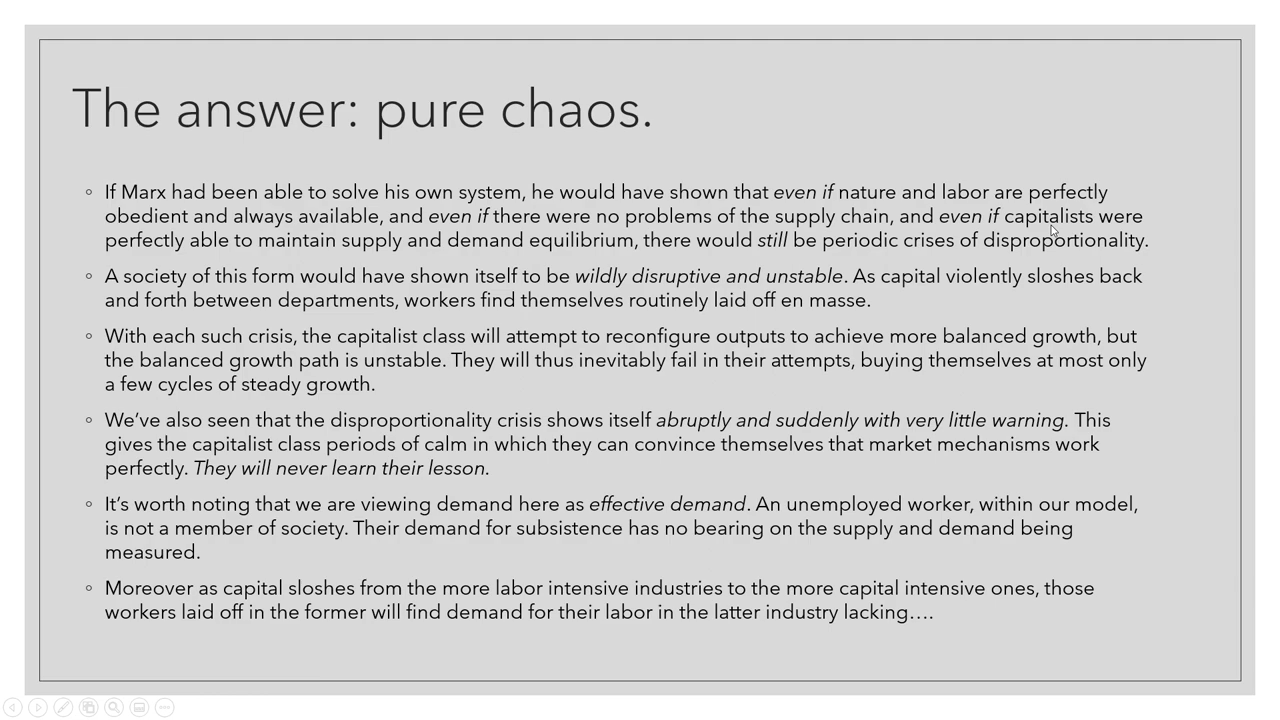 The answer: pure chaos.
◦ If Marx had been able to solve his own system, he would have shown that even if nature and labor are perfectly
obedient and always available, and even if there were no problems of the supply chain, and even if capitalists were
perfectly able to maintain supply and demand equilibrium, there would still be periodic crises of disproportionality.
◦ A society of this form would have shown itself to be wildly disruptive and unstable. As capital violently sloshes back
and forth between departments, workers find themselves routinely laid off en masse.
◦ With each such crisis, the capitalist class will attempt to reconfigure outputs to achieve more balanced growth, but
the balanced growth path is unstable. They will thus inevitably fail in their attempts, buying themselves at most only
a few cycles of steady growth.
◦ We’ve also seen that the disproportionality crisis shows itself abruptly and suddenly with very little warning. This
gives the capitalist class periods of calm in which they can convince themselves that market mechanisms work
perfectly. They will never learn their lesson.
◦ It’s worth noting that we are viewing demand here as effective demand. An unemployed worker, within our model,
is not a member of society. Their demand for subsistence has no bearing on the supply and demand being
measured.
◦ Moreover as capital sloshes from the more labor intensive industries to the more capital intensive ones, those
workers laid off in the former will find demand for their labor in the latter industry lacking….